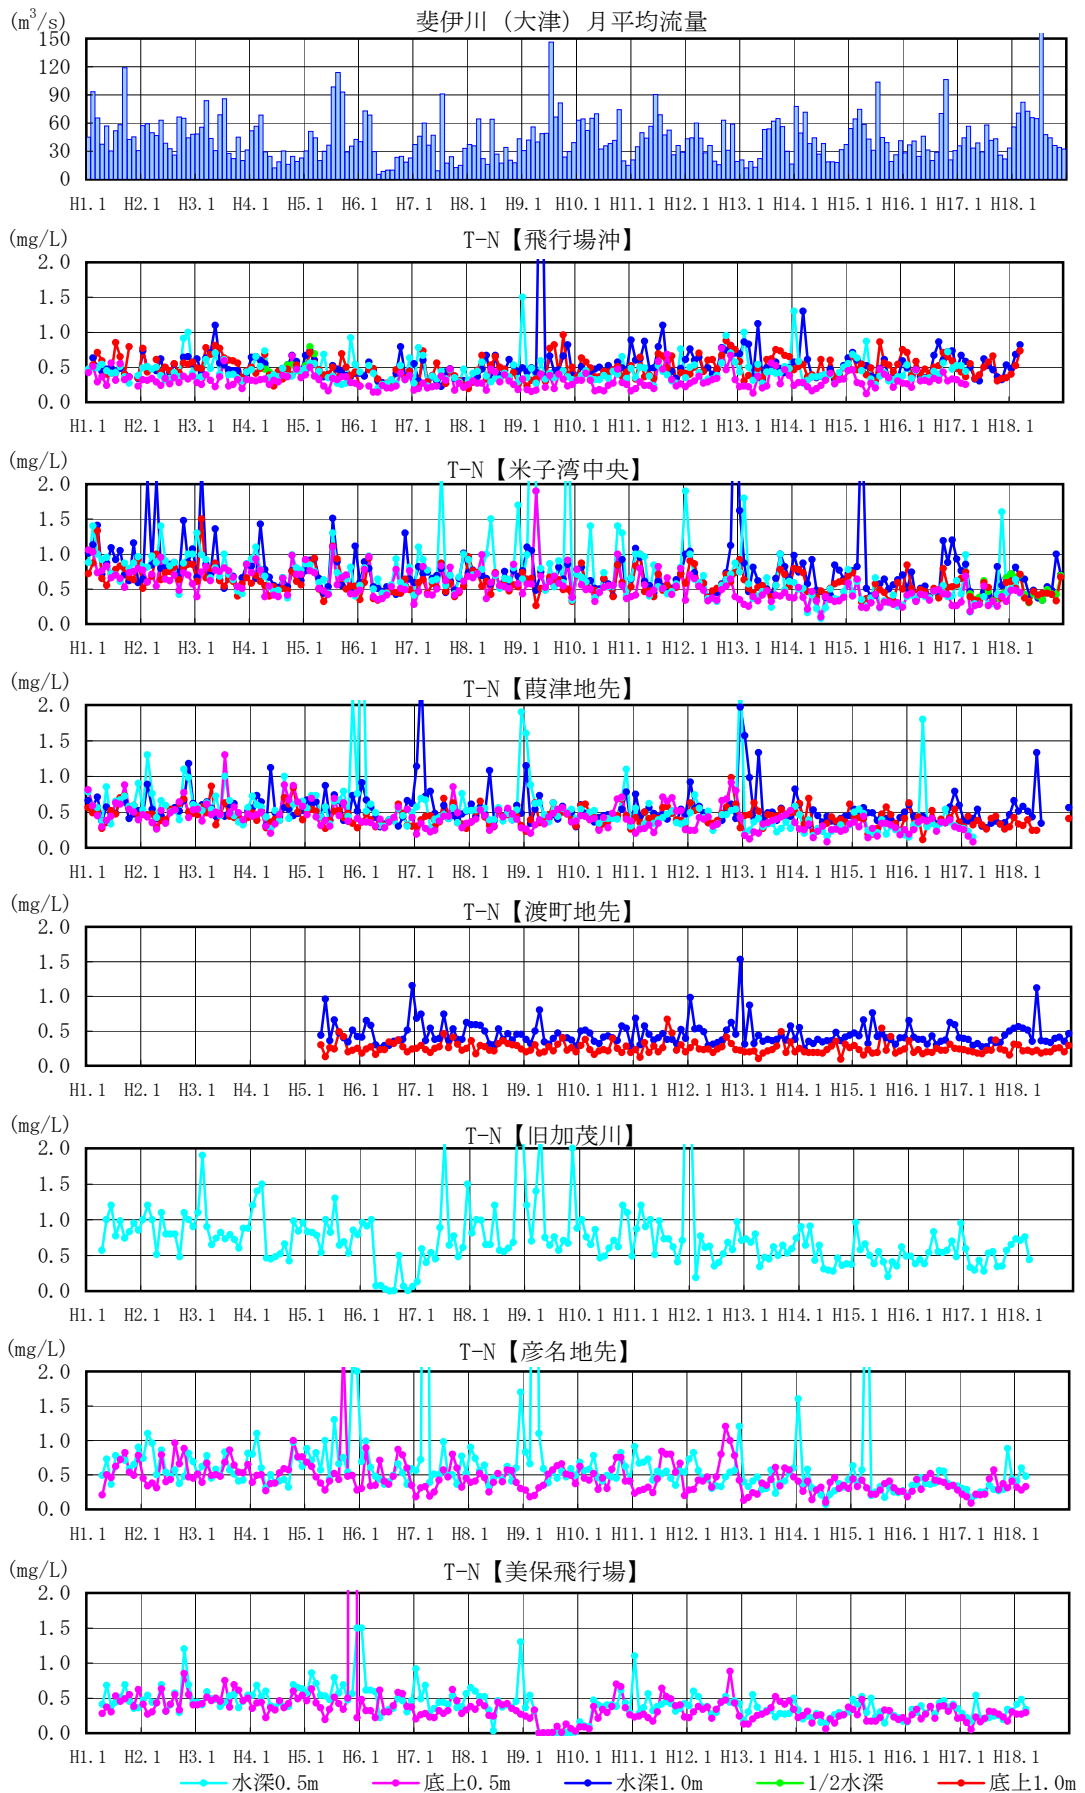 (m³/s) 斐伊川（大津）月平均流量
150
120
90
60
30
0
H1.1 H2.1 H3.1 H4.1 H5.1 H6.1 H7.1 H8.1 H9.1 H10.1 H11.1 H12.1 H13.1 H14.1 H15.1 H16.1 H17.1 H18.1
(mg/L) T-N【飛行場沖】
2.0
1.5
1.0
0.5
0.0
H1.1 H2.1 H3.1 H4.1 H5.1 H6.1 H7.1 H8.1 H9.1 H10.1 H11.1 H12.1 H13.1 H14.1 H15.1 H16.1 H17.1 H18.1
(mg/L) T-N【米子湾中央】
2.0
1.5
1.0
0.5
0.0
H1.1 H2.1 H3.1 H4.1 H5.1 H6.1 H7.1 H8.1 H9.1 H10.1 H11.1 H12.1 H13.1 H14.1 H15.1 H16.1 H17.1 H18.1
(mg/L) T-N【葭津地先】
2.0
1.5
1.0
0.5
0.0
H1.1 H2.1 H3.1 H4.1 H5.1 H6.1 H7.1 H8.1 H9.1 H10.1 H11.1 H12.1 H13.1 H14.1 H15.1 H16.1 H17.1 H18.1
(mg/L) T-N【渡町地先】
2.0
1.5
1.0
0.5
0.0
H1.1 H2.1 H3.1 H4.1 H5.1 H6.1 H7.1 H8.1 H9.1 H10.1 H11.1 H12.1 H13.1 H14.1 H15.1 H16.1 H17.1 H18.1
(mg/L) T-N【旧加茂川】
2.0
1.5
1.0
0.5
0.0
H1.1 H2.1 H3.1 H4.1 H5.1 H6.1 H7.1 H8.1 H9.1 H10.1 H11.1 H12.1 H13.1 H14.1 H15.1 H16.1 H17.1 H18.1
(mg/L) T-N【彦名地先】
2.0
1.5
1.0
0.5
0.0
H1.1 H2.1 H3.1 H4.1 H5.1 H6.1 H7.1 H8.1 H9.1 H10.1 H11.1 H12.1 H13.1 H14.1 H15.1 H16.1 H17.1 H18.1
(mg/L) T-N【美保飛行場】
2.0
1.5
1.0
0.5
0.0
H1.1 H2.1 H3.1 H4.1 H5.1 H6.1 H7.1 H8.1 H9.1 H10.1 H11.1 H12.1 H13.1 H14.1 H15.1 H16.1 H17.1 H18.1
水深0.5m 底上0.5m 水深1.0m 1/2水深 底上1.0m